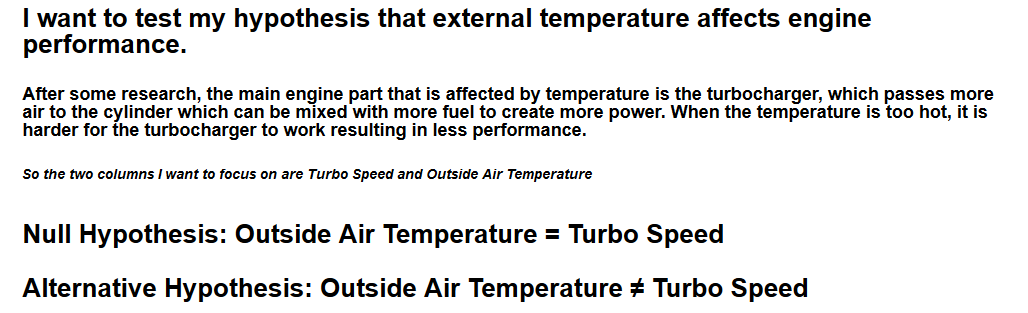 I want to test my hypothesis that external temperature affects engine
performance.
After some research, the main engine part that is affected by temperature is the turbocharger, which passes more
air to the cylinder which can be mixed with more fuel to create more power. When the temperature is too hot, it is
harder for the turbocharger to work resulting in less performance.
So the two columns I want to focus on are Turbo Speed and Outside Air Temperature
Null Hypothesis: Outside Air Temperature = Turbo Speed
Alternative Hypothesis: Outside Air Temperature ≠ Turbo Speed